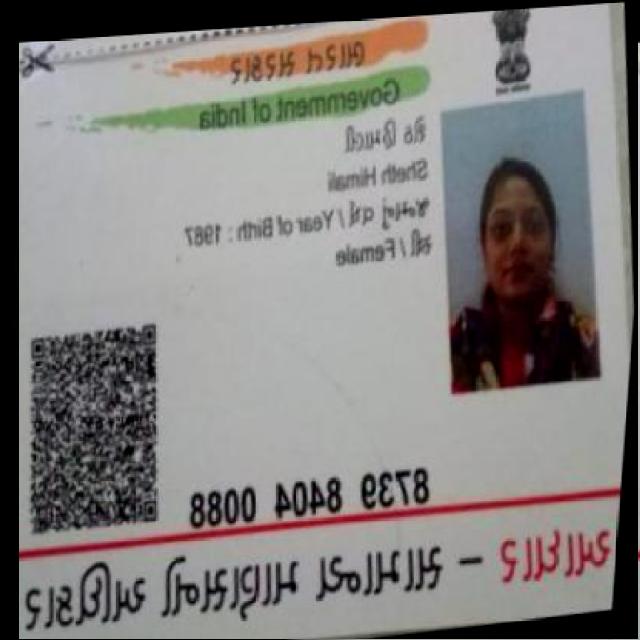 ભારત સરકાર
Government of India
શેઠ હિમાલી
Sheth Himali
જન્મનું વર્ષ / Year of Birth : 1987
સ્ત્રી / Female
8739 8404 0088
આધાર – સામાન્ય માણસનો અધિકાર